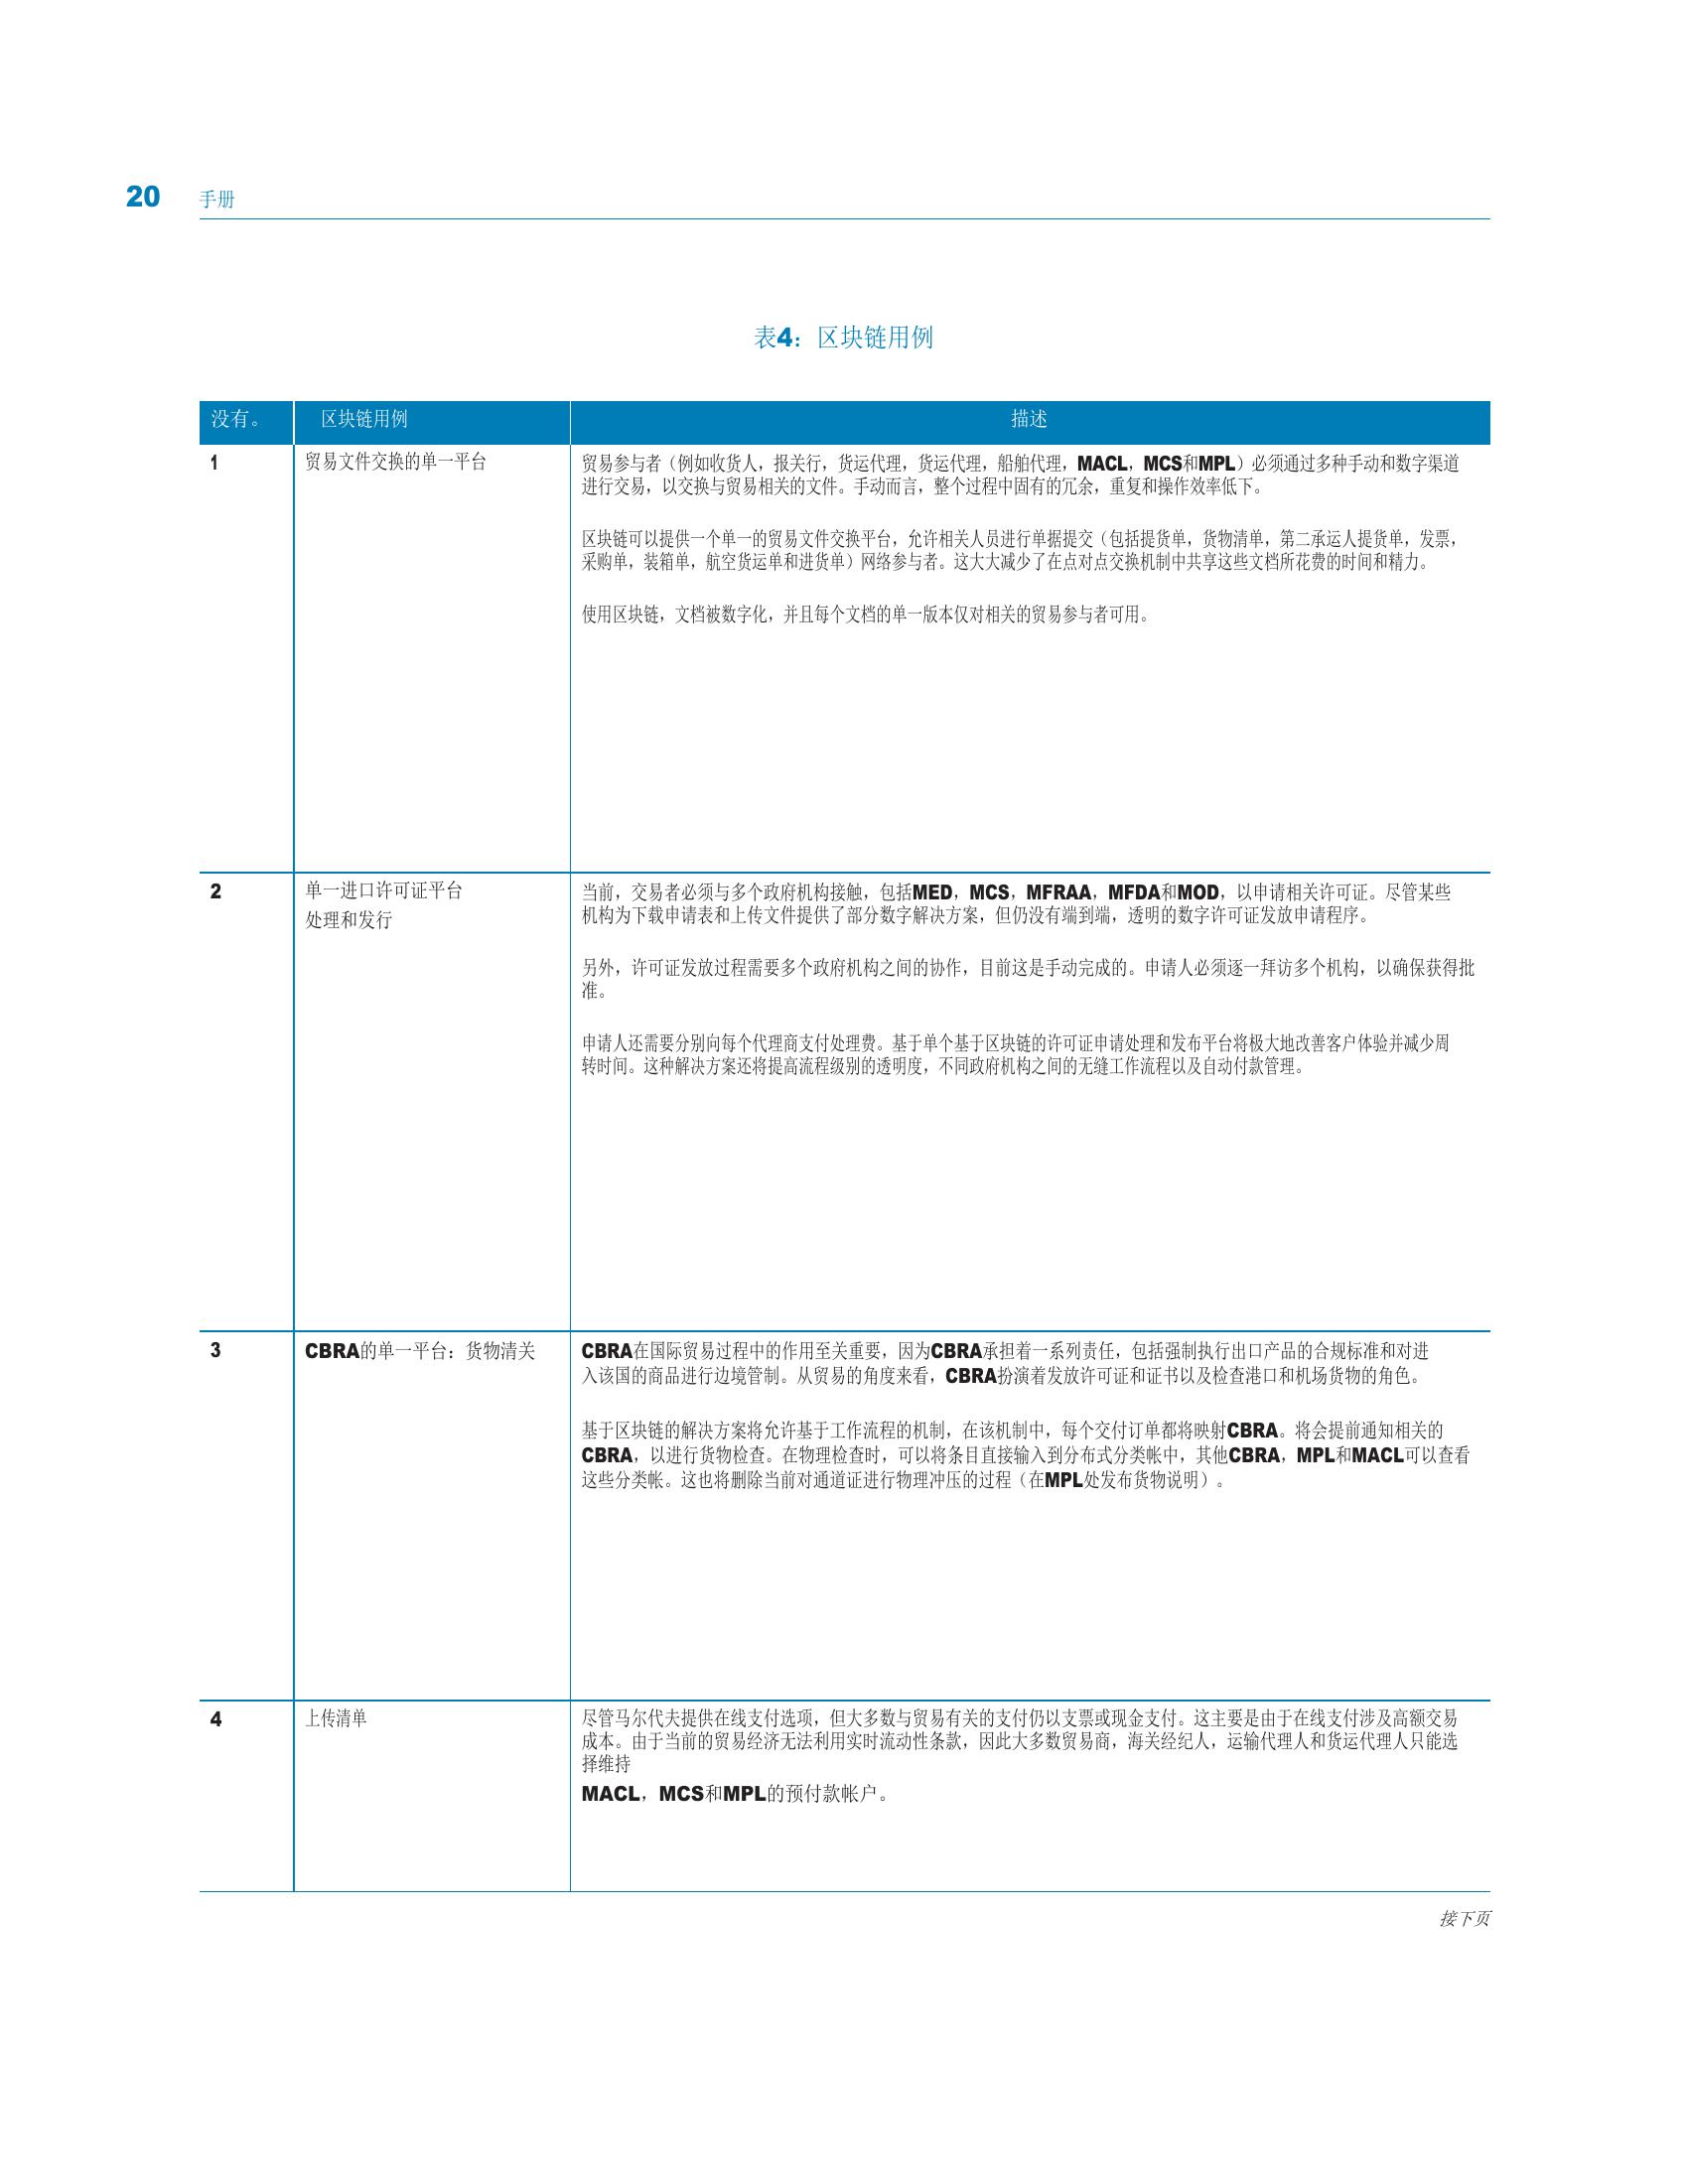 20 手册
表4：区块链用例
没有。 区块链用例 描述
1 贸易文件交换的单一平台
贸易参与者（例如收货人，报关行，货运代理，货运代理，船舶代理，MACL，MCS和MPL）必须通过多种手动和数字渠道
进行交易，以交换与贸易相关的文件。手动而言，整个过程中固有的冗余，重复和操作效率低下。
区块链可以提供一个单一的贸易文件交换平台，允许相关人员进行单据提交（包括提货单，货物清单，第二承运人提货单，发票，
采购单，装箱单，航空货运单和进货单）网络参与者。这大大减少了在点对点交换机制中共享这些文档所花费的时间和精力。
使用区块链，文档被数字化，并且每个文档的单一版本仅对相关的贸易参与者可用。
2 单一进口许可证平台
处理和发行
当前，交易者必须与多个政府机构接触，包括MED，MCS，MFRAA，MFDA和MOD，以申请相关许可证。尽管某些
机构为下载申请表和上传文件提供了部分数字解决方案，但仍没有端到端，透明的数字许可证发放申请程序。
另外，许可证发放过程需要多个政府机构之间的协作，目前这是手动完成的。申请人必须逐一拜访多个机构，以确保获得批
准。
申请人还需要分别向每个代理商支付处理费。基于单个基于区块链的许可证申请处理和发布平台将极大地改善客户体验并减少周
转时间。这种解决方案还将提高流程级别的透明度，不同政府机构之间的无缝工作流程以及自动付款管理。
3 CBRA的单一平台：货物清关
CBRA在国际贸易过程中的作用至关重要，因为CBRA承担着一系列责任，包括强制执行出口产品的合规标准和对进
入该国的商品进行边境管制。从贸易的角度来看，CBRA扮演着发放许可证和证书以及检查港口和机场货物的角色。
基于区块链的解决方案将允许基于工作流程的机制，在该机制中，每个交付订单都将映射CBRA。将会提前通知相关的
CBRA，以进行货物检查。在物理检查时，可以将条目直接输入到分布式分类帐中，其他CBRA，MPL和MACL可以查看
这些分类帐。这也将删除当前对通道证进行物理冲压的过程（在MPL处发布货物说明）。
4 上传清单
尽管马尔代夫提供在线支付选项，但大多数与贸易有关的支付仍以支票或现金支付。这主要是由于在线支付涉及高额交易
成本。由于当前的贸易经济无法利用实时流动性条款，因此大多数贸易商，海关经纪人，运输代理人和货运代理人只能选
择维持
MACL，MCS和MPL的预付款帐户。
接下页